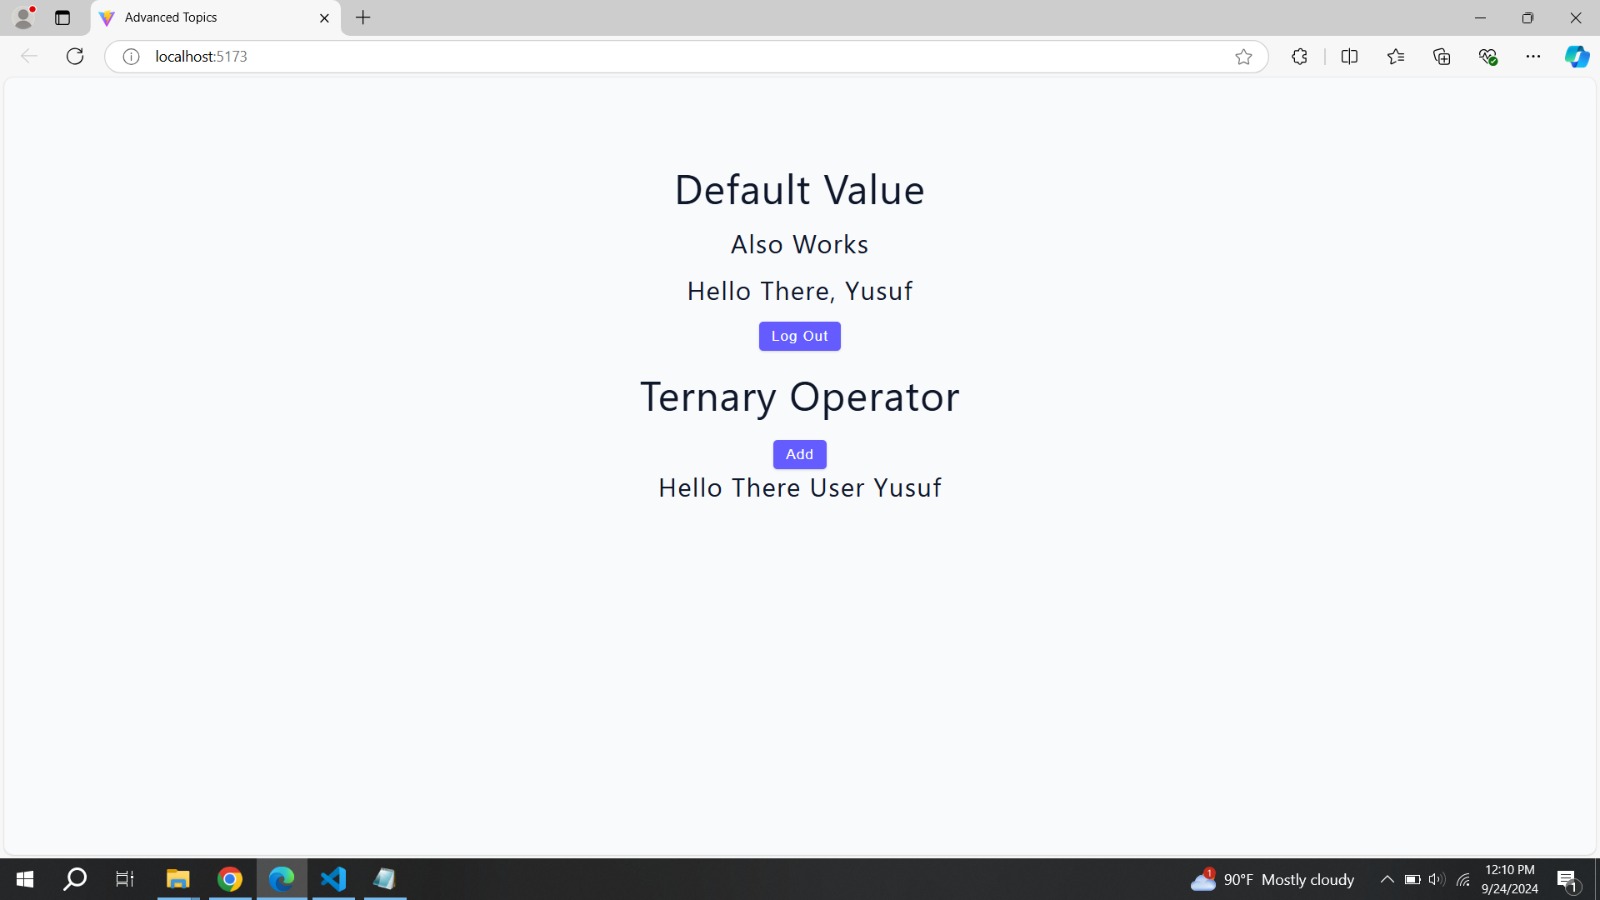 Advanced Topics
localhost:5173
Default Value
Also Works
Hello There, Yusuf
Log Out
Ternary Operator
Add
Hello There User Yusuf
1
90°F Mostly cloudy
12:10 PM
9/24/2024
1